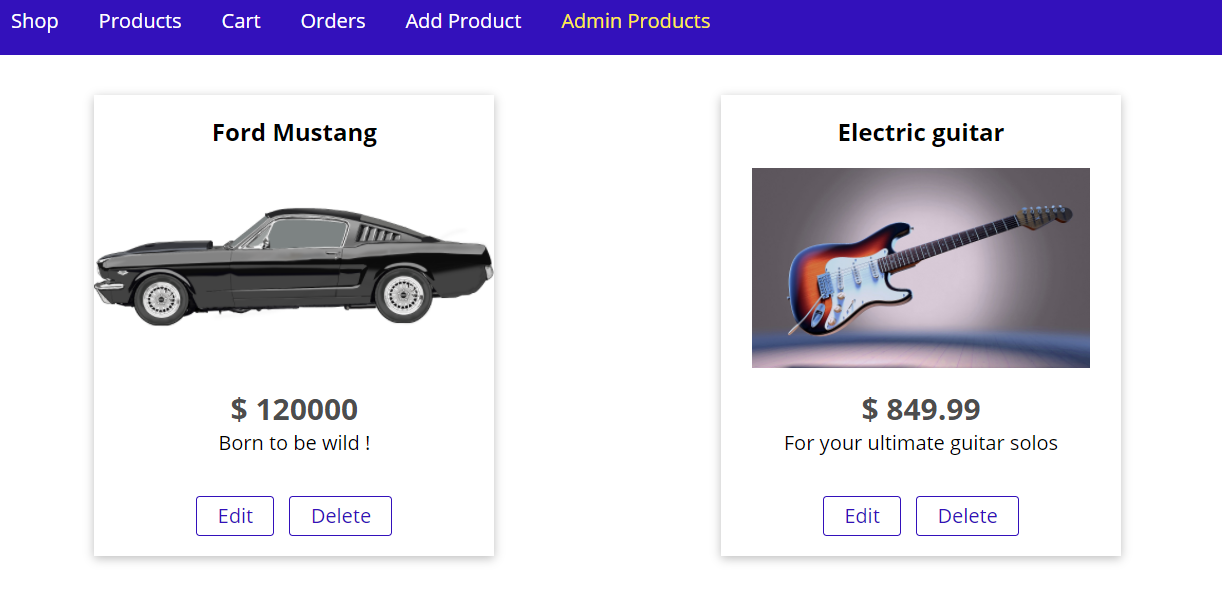 Shop Products Cart Orders Add Product Admin Products
Ford Mustang
$ 120000
Born to be wild !
Edit Delete
Electric guitar
$ 849.99
For your ultimate guitar solos
Edit Delete